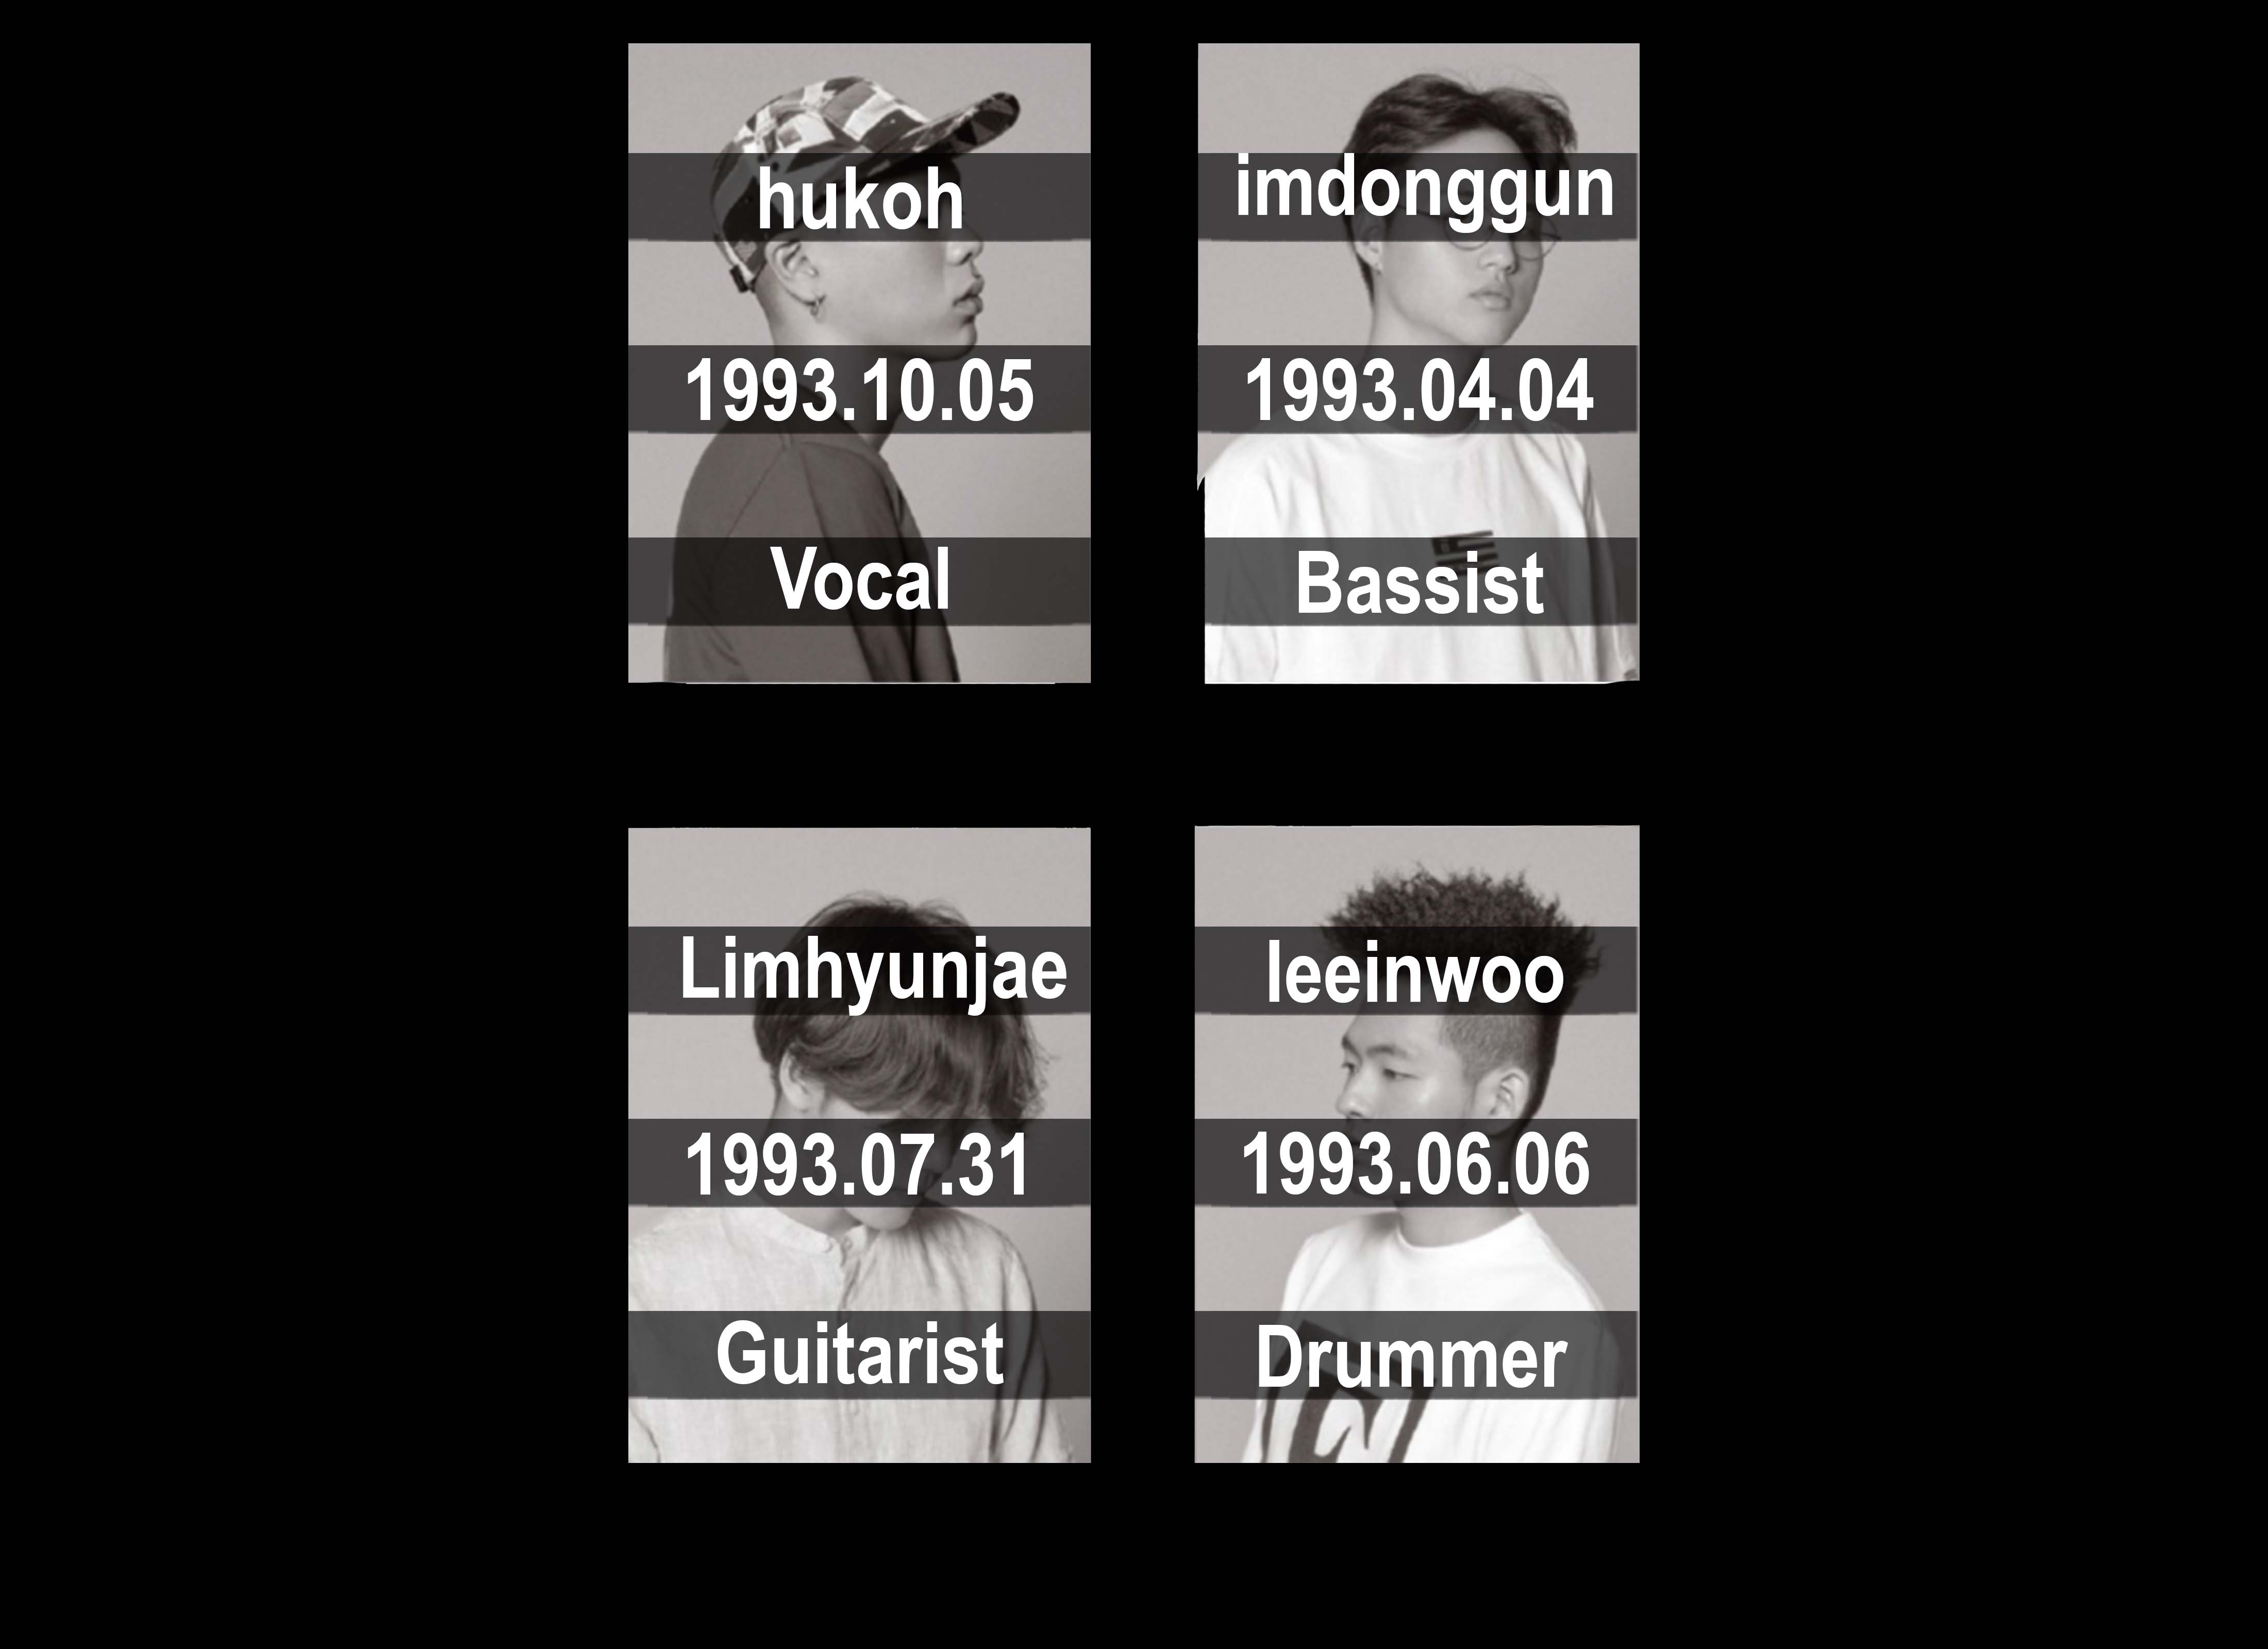 hukoh
1993.10.05
Vocal
imdonggun
1993.04.04
Bassist
Limhyunjae
1993.07.31
Guitarist
leeinwoo
1993.06.06
Drummer